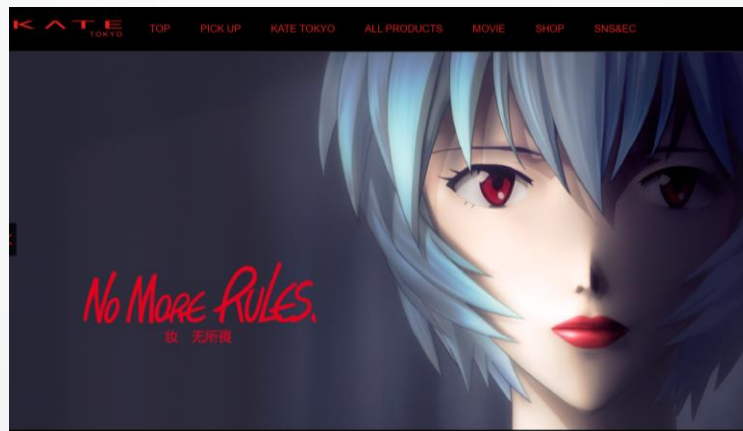 KATE
TOKYO
TOP PICK UP KATE TOKYO ALL PRODUCTS MOVIE SHOP SNS&EC
No More Rules.
妆 无所畏